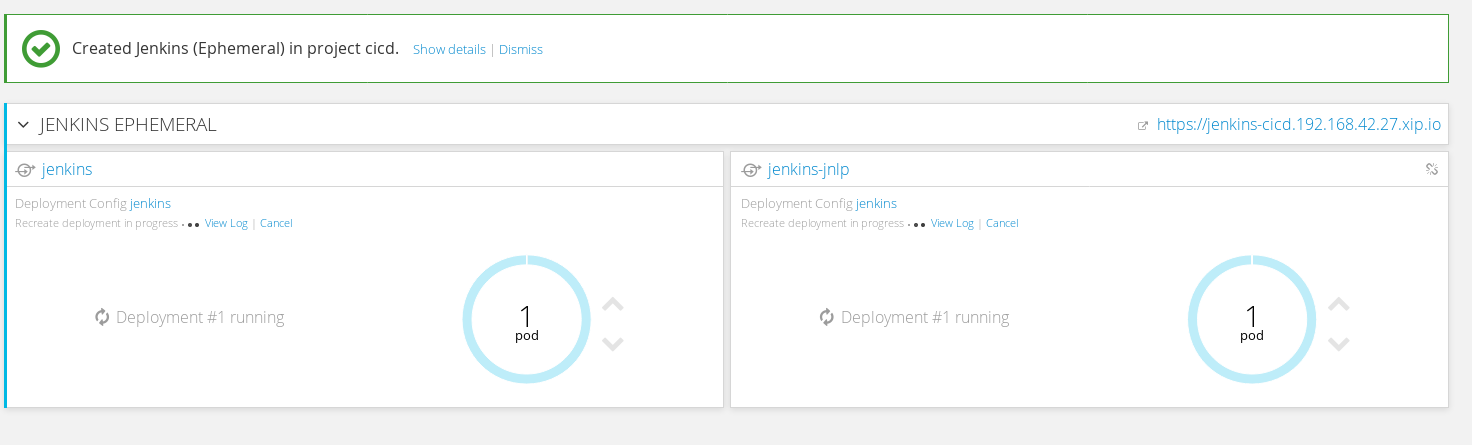 Created Jenkins (Ephemeral) in project cicd. Show details | Dismiss
JENKINS EPHEMERAL https://jenkins-cicd.192.168.42.27.xip.io
jenkins
Deployment Config jenkins
Recreate deployment in progress View Log | Cancel
Deployment #1 running
1
pod
jenkins-jnlp
Deployment Config jenkins
Recreate deployment in progress View Log | Cancel
Deployment #1 running
1
pod